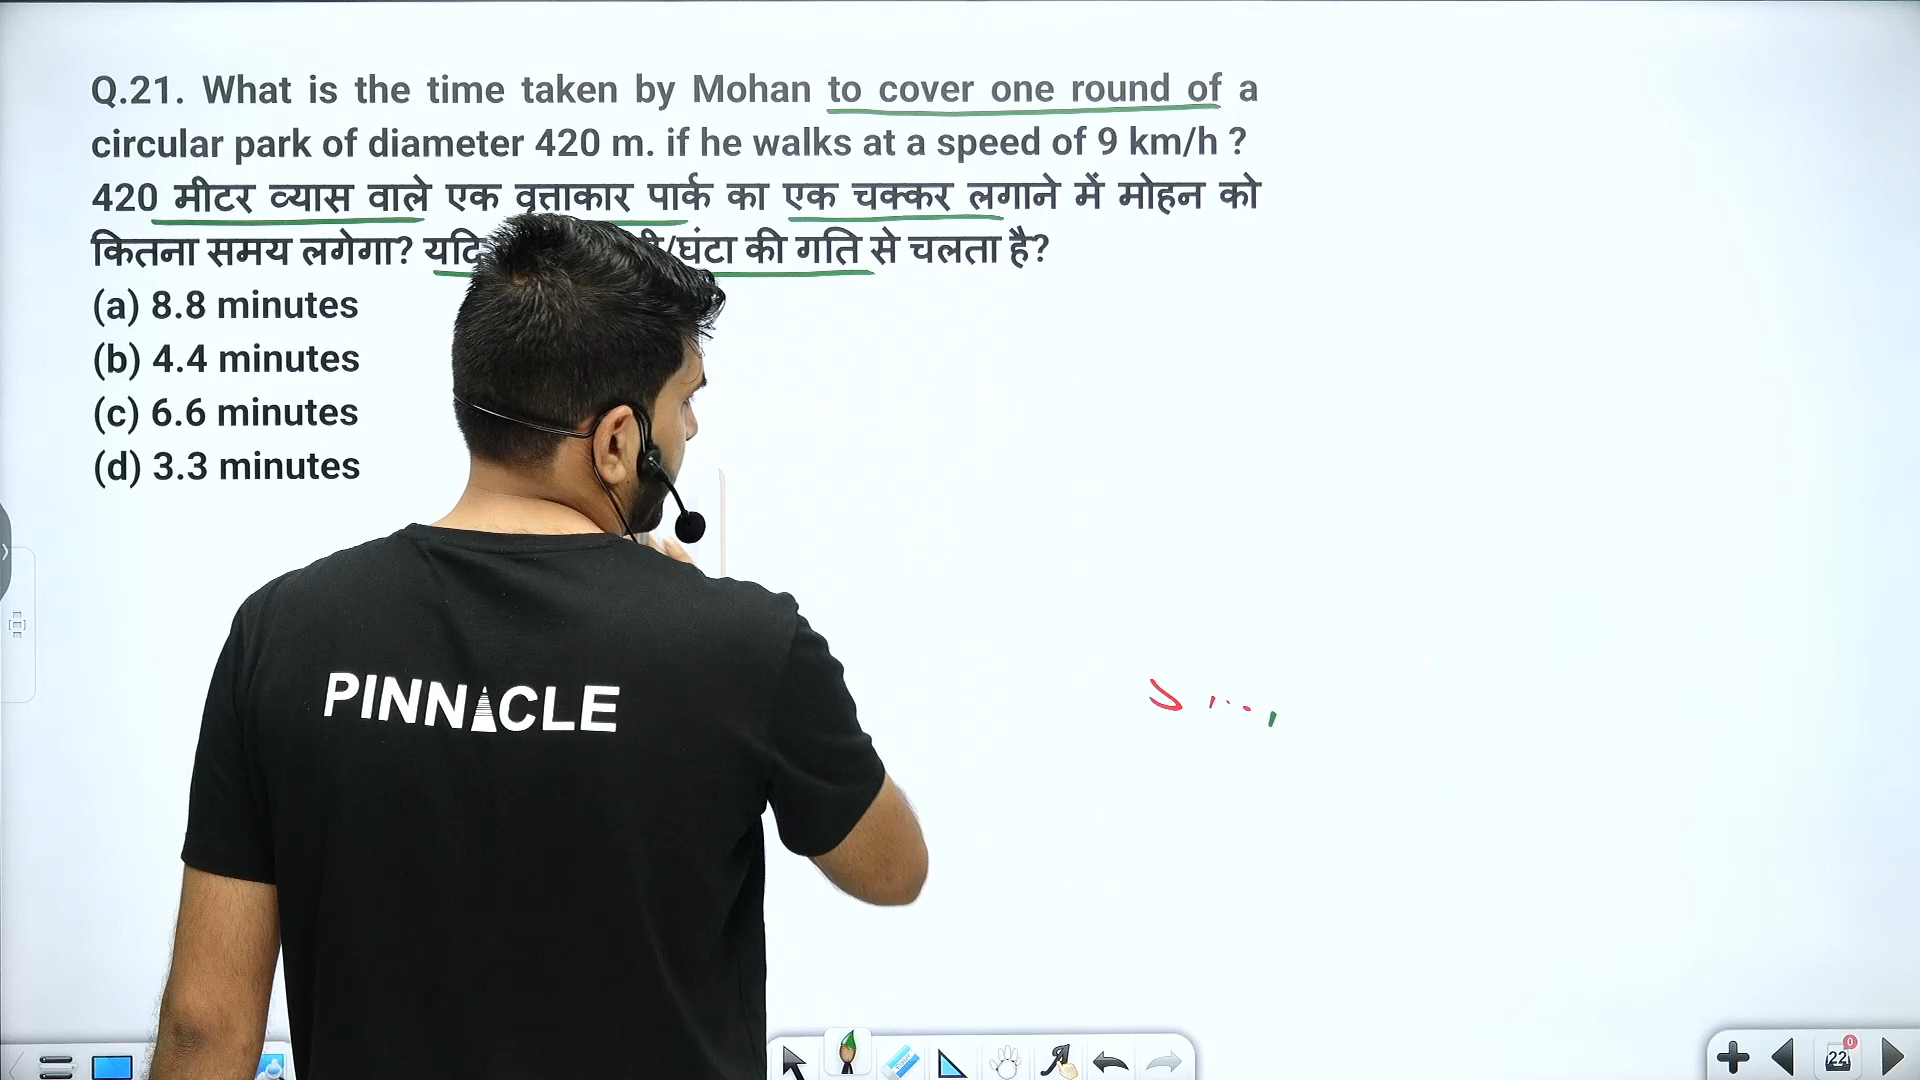 Q.21. What is the time taken by Mohan to cover one round of a
circular park of diameter 420 m. if he walks at a speed of 9 km/h ?
420 मीटर व्यास वाले एक वृत्ताकार पार्क का एक चक्कर लगाने में मोहन को
कितना समय लगेगा? यदि /घंटा की गति से चलता है?
(a) 8.8 minutes
(b) 4.4 minutes
(c) 6.6 minutes
(d) 3.3 minutes
PINNACLE
22
0